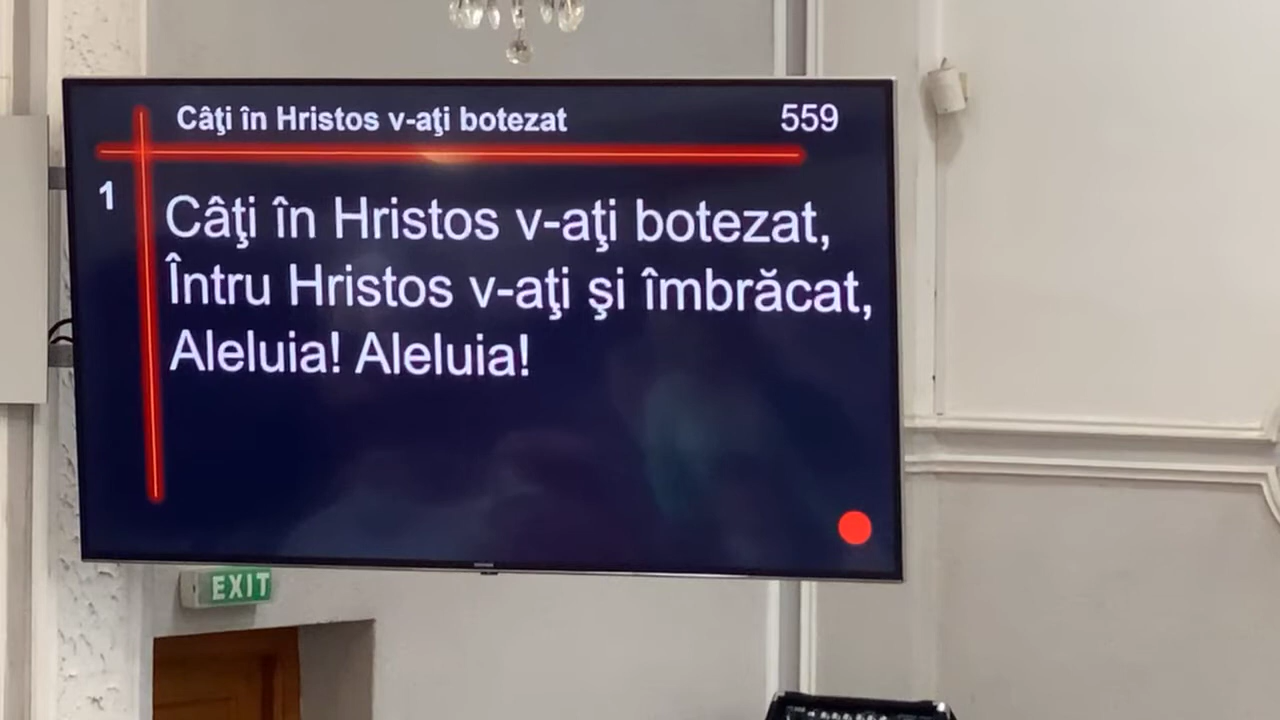 Câţi în Hristos v-aţi botezat
559
1
Câţi în Hristos v-aţi botezat,
Întru Hristos v-aţi şi îmbrăcat,
Aleluia! Aleluia!
EXIT